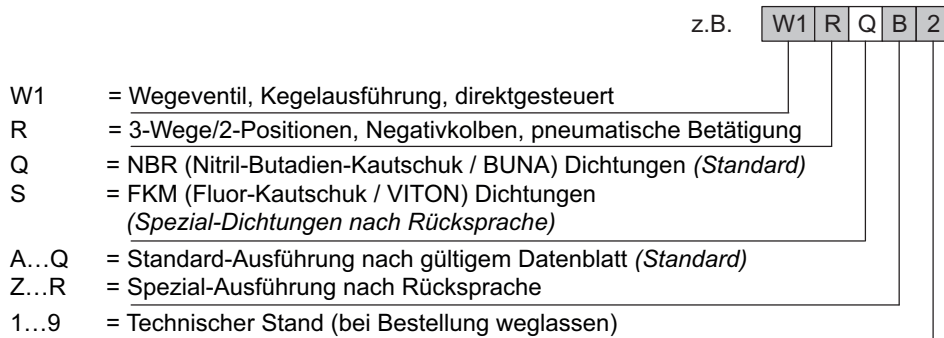 z.B. W1 R Q B 2
W1 = Wegeventil, Kegelausführung, direktgesteuert
R = 3-Wege/2-Positionen, Negativkolben, pneumatische Betätigung
Q = NBR (Nitril-Butadien-Kautschuk / BUNA) Dichtungen (Standard)
S = FKM (Fluor-Kautschuk / VITON) Dichtungen
(Spezial-Dichtungen nach Rücksprache)
A…Q = Standard-Ausführung nach gültigem Datenblatt (Standard)
Z…R = Spezial-Ausführung nach Rücksprache
1…9 = Technischer Stand (bei Bestellung weglassen)